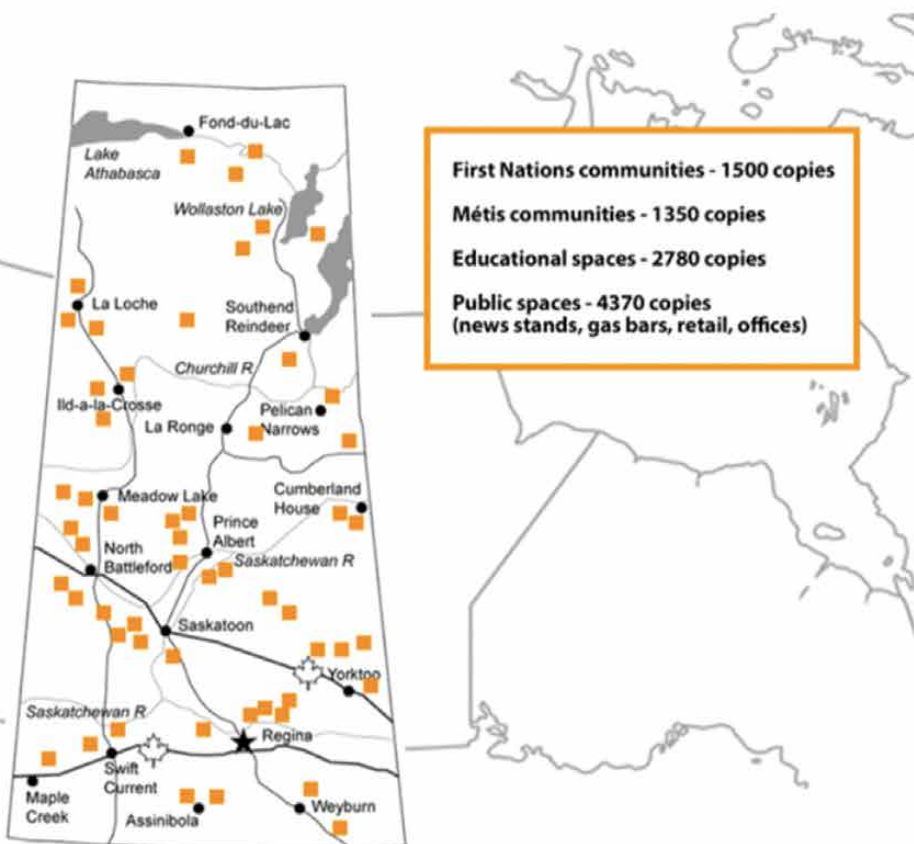 Fond-du-Lac
Lake
Athabasca
Wollaston Lake
La Loche
Southend
Reindeer
Churchill R
Ild-a-la-Crosse
Pelican
Narrows
La Ronge
Meadow Lake
Cumberland
House
Prince
Albert
North
Battleford
Saskatchewan R
Saskatoon
Yorktoo
Saskatchewan R
Regina
Swift
Current
Maple
Creek
Assinibola
Weyburn
First Nations communities - 1500 copies
Métis communities - 1350 copies
Educational spaces - 2780 copies
Public spaces - 4370 copies
(news stands, gas bars, retail, offices)